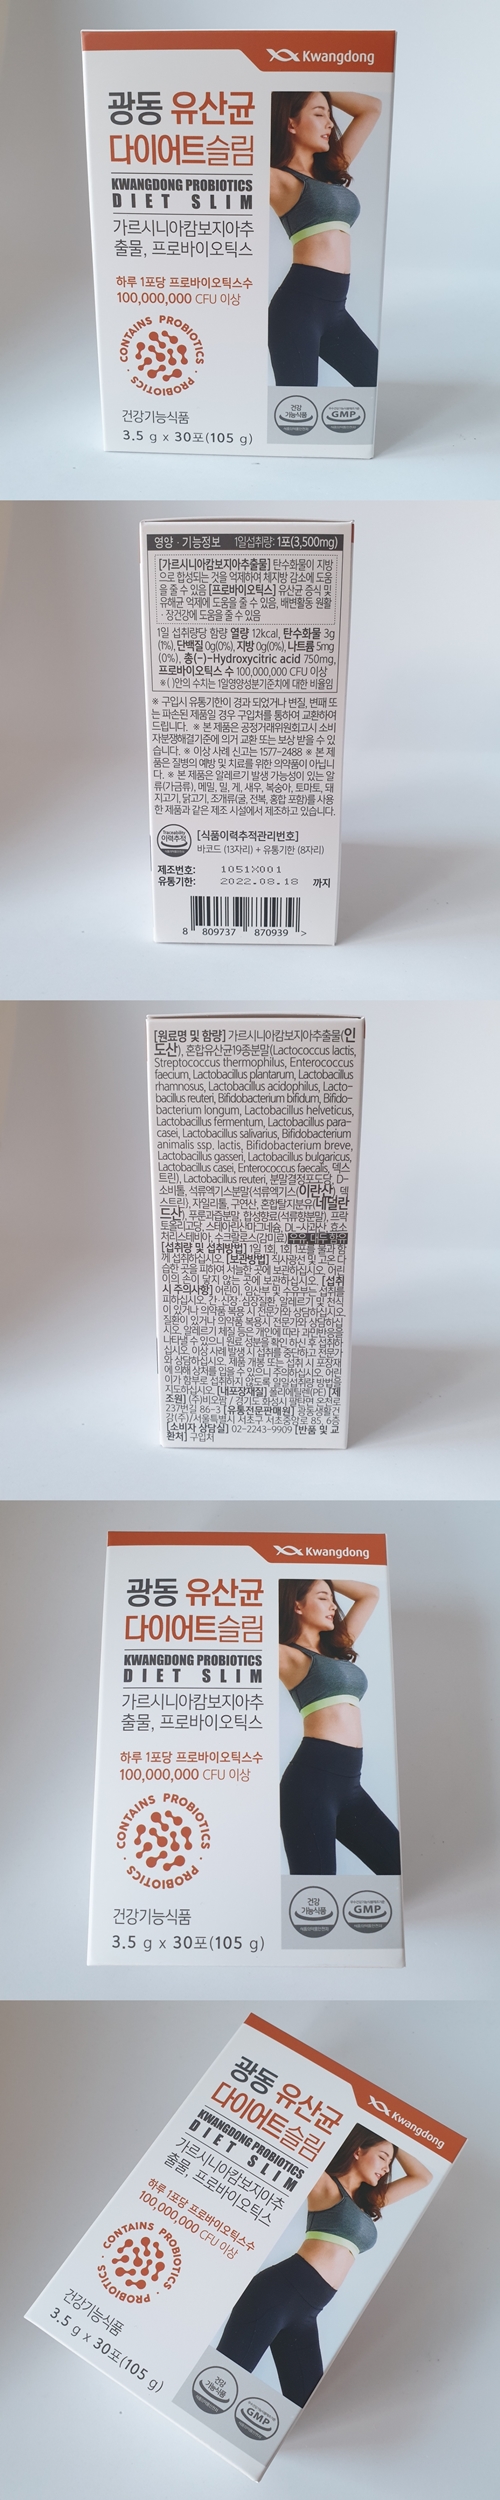 Kwangdong
광동 유산균
다이어트슬림
KWANGDONG PROBIOTICS
DIET SLIM
가르시니아캄보지아추
출물, 프로바이오틱스
하루 1포당 프로바이오틱스수
100,000,000 CFU 이상
CONTAINS PROBIOTICS · PROBIOTICS ·
건강기능식품
3.5 g x 30포(105 g)
건강
기능식품
GMP
영양 · 기능정보 1일섭취량: 1포(3,500mg)
[가르시니아캄보지아추출물] 탄수화물이 지방
으로 합성되는 것을 억제하여 체지방 감소에 도움
을 줄 수 있음 [프로바이오틱스] 유산균 증식 및
유해균 억제에 도움을 줄 수 있음, 배변활동 원활
· 장건강에 도움을 줄 수 있음
1일 섭취량당 함량 열량 12kcal, 탄수화물 3g
(1%), 단백질 0g(0%), 지방 0g(0%), 나트륨 5mg
(0%), 총(-)-Hydroxycitric acid 750mg,
프로바이오틱스 수 100,000,000 CFU 이상
※ ( )안의 수치는 1일영양성분기준치에 대한 비율임
※ 구입시 유통기한이 경과 되었거나 변질, 변패 또
는 파손된 제품일 경우 구입처를 통하여 교환하여
드립니다. ※ 본 제품은 공정거래위원회고시 소비
자분쟁해결기준에 의거 교환 또는 보상 받을 수 있
습니다. ※ 이상 사례 신고는 1577-2488 ※ 본 제
품은 질병의 예방 및 치료를 위한 의약품이 아닙니
다. ※ 본 제품은 알레르기 발생 가능성이 있는 알
류(가금류), 메밀, 밀, 게, 새우, 복숭아, 토마토, 돼
지고기, 닭고기, 조개류(굴, 전복, 홍합 포함)를 사용
한 제품과 같은 제조 시설에서 제조하고 있습니다.
Traceability
이력추적
[식품이력추적관리번호]
바코드 (13자리) + 유통기한 (8자리)
제조번호: 1051X001
유통기한: 2022.08.18 까지
8 809737 870939 >
[원료명 및 함량] 가르시니아캄보지아추출물(인
도산), 혼합유산균19종분말(Lactococcus lactis,
Streptococcus thermophilus, Enterococcus
faecium, Lactobacillus plantarum, Lactobacillus
rhamnosus, Lactobacillus acidophilus, Lacto-
bacillus reuteri, Bifidobacterium bifidum, Bifido-
bacterium longum, Lactobacillus helveticus,
Lactobacillus fermentum, Lactobacillus para-
casei, Lactobacillus salivarius, Bifidobacterium
animalis ssp. lactis, Bifidobacterium breve,
Lactobacillus gasseri, Lactobacillus bulgaricus,
Lactobacillus casei, Enterococcus faecalis, 덱스
트린), Lactobacillus reuteri, 분말결정포도당, D-
소비톨, 석류엑기스분말(석류엑기스(이란산), 덱
스트린), 자일리톨, 구연산, 혼합탈지분유(네덜란
드산), 푸룬과즙분말, 합성향료(석류향분말), 프락
토올리고당, 스테아린산마그네슘, DL-사과산, 효소
처리스테비아, 수크랄로스(감미료) 우유, 대두 함유
[섭취량 및 섭취방법] 1일 1회, 1회 1포를 물과 함
께 섭취하십시오. [보관방법] 직사광선 및 고온 다
습한 곳을 피하여 서늘한 곳에 보관하십시오. 어린
이의 손이 닿지 않는 곳에 보관하십시오. [섭취
시 주의사항] 어린이, 임산부 및 수유부는 섭취를
피하십시오. 간·신장·심장질환, 알레르기 및 천식
이 있거나 의약품 복용 시 전문가와 상담하십시오.
질환이 있거나 의약품 복용시 전문가와 상담하십
시오. 알레르기 체질 등은 개인에 따라 과민반응을
나타낼 수 있으니 원료 성분을 확인 하신 후 섭취하
십시오. 이상 사례 발생 시 섭취를 중단하고 전문가
와 상담하십시오. 제품 개봉 또는 섭취 시 포장재
에 의해 상처를 입을 수 있으니 주의하십시오. 어린
이가 함부로 섭취하지 않도록 일일섭취량 방법을
지도하십시오. [내포장재질] 폴리에틸렌(PE) [제
조원] (주)비오팜 / 경기도 화성시 팔탄면 온천로
237번길 86-3 [유통전문판매원] 광동생활건
강(주)/서울특별시 서초구 서초중앙로 85, 6층
[소비자 상담실] 02-2243-9909 [반품 및 교
환처] 구입처
Kwangdong
광동 유산균
다이어트슬림
KWANGDONG PROBIOTICS
DIET SLIM
가르시니아캄보지아추
출물, 프로바이오틱스
하루 1포당 프로바이오틱스수
100,000,000 CFU 이상
CONTAINS PROBIOTICS · PROBIOTICS ·
건강기능식품
3.5 g x 30포(105 g)
건강
기능식품
GMP
Kwangdong
광동 유산균
다이어트슬림
KWANGDONG PROBIOTICS
DIET SLIM
가르시니아캄보지아추
출물, 프로바이오틱스
하루 1포당 프로바이오틱스수
100,000,000 CFU 이상
CONTAINS PROBIOTICS · PROBIOTICS ·
건강기능식품
3.5 g x 30포(105 g)
건강
기능식품
GMP